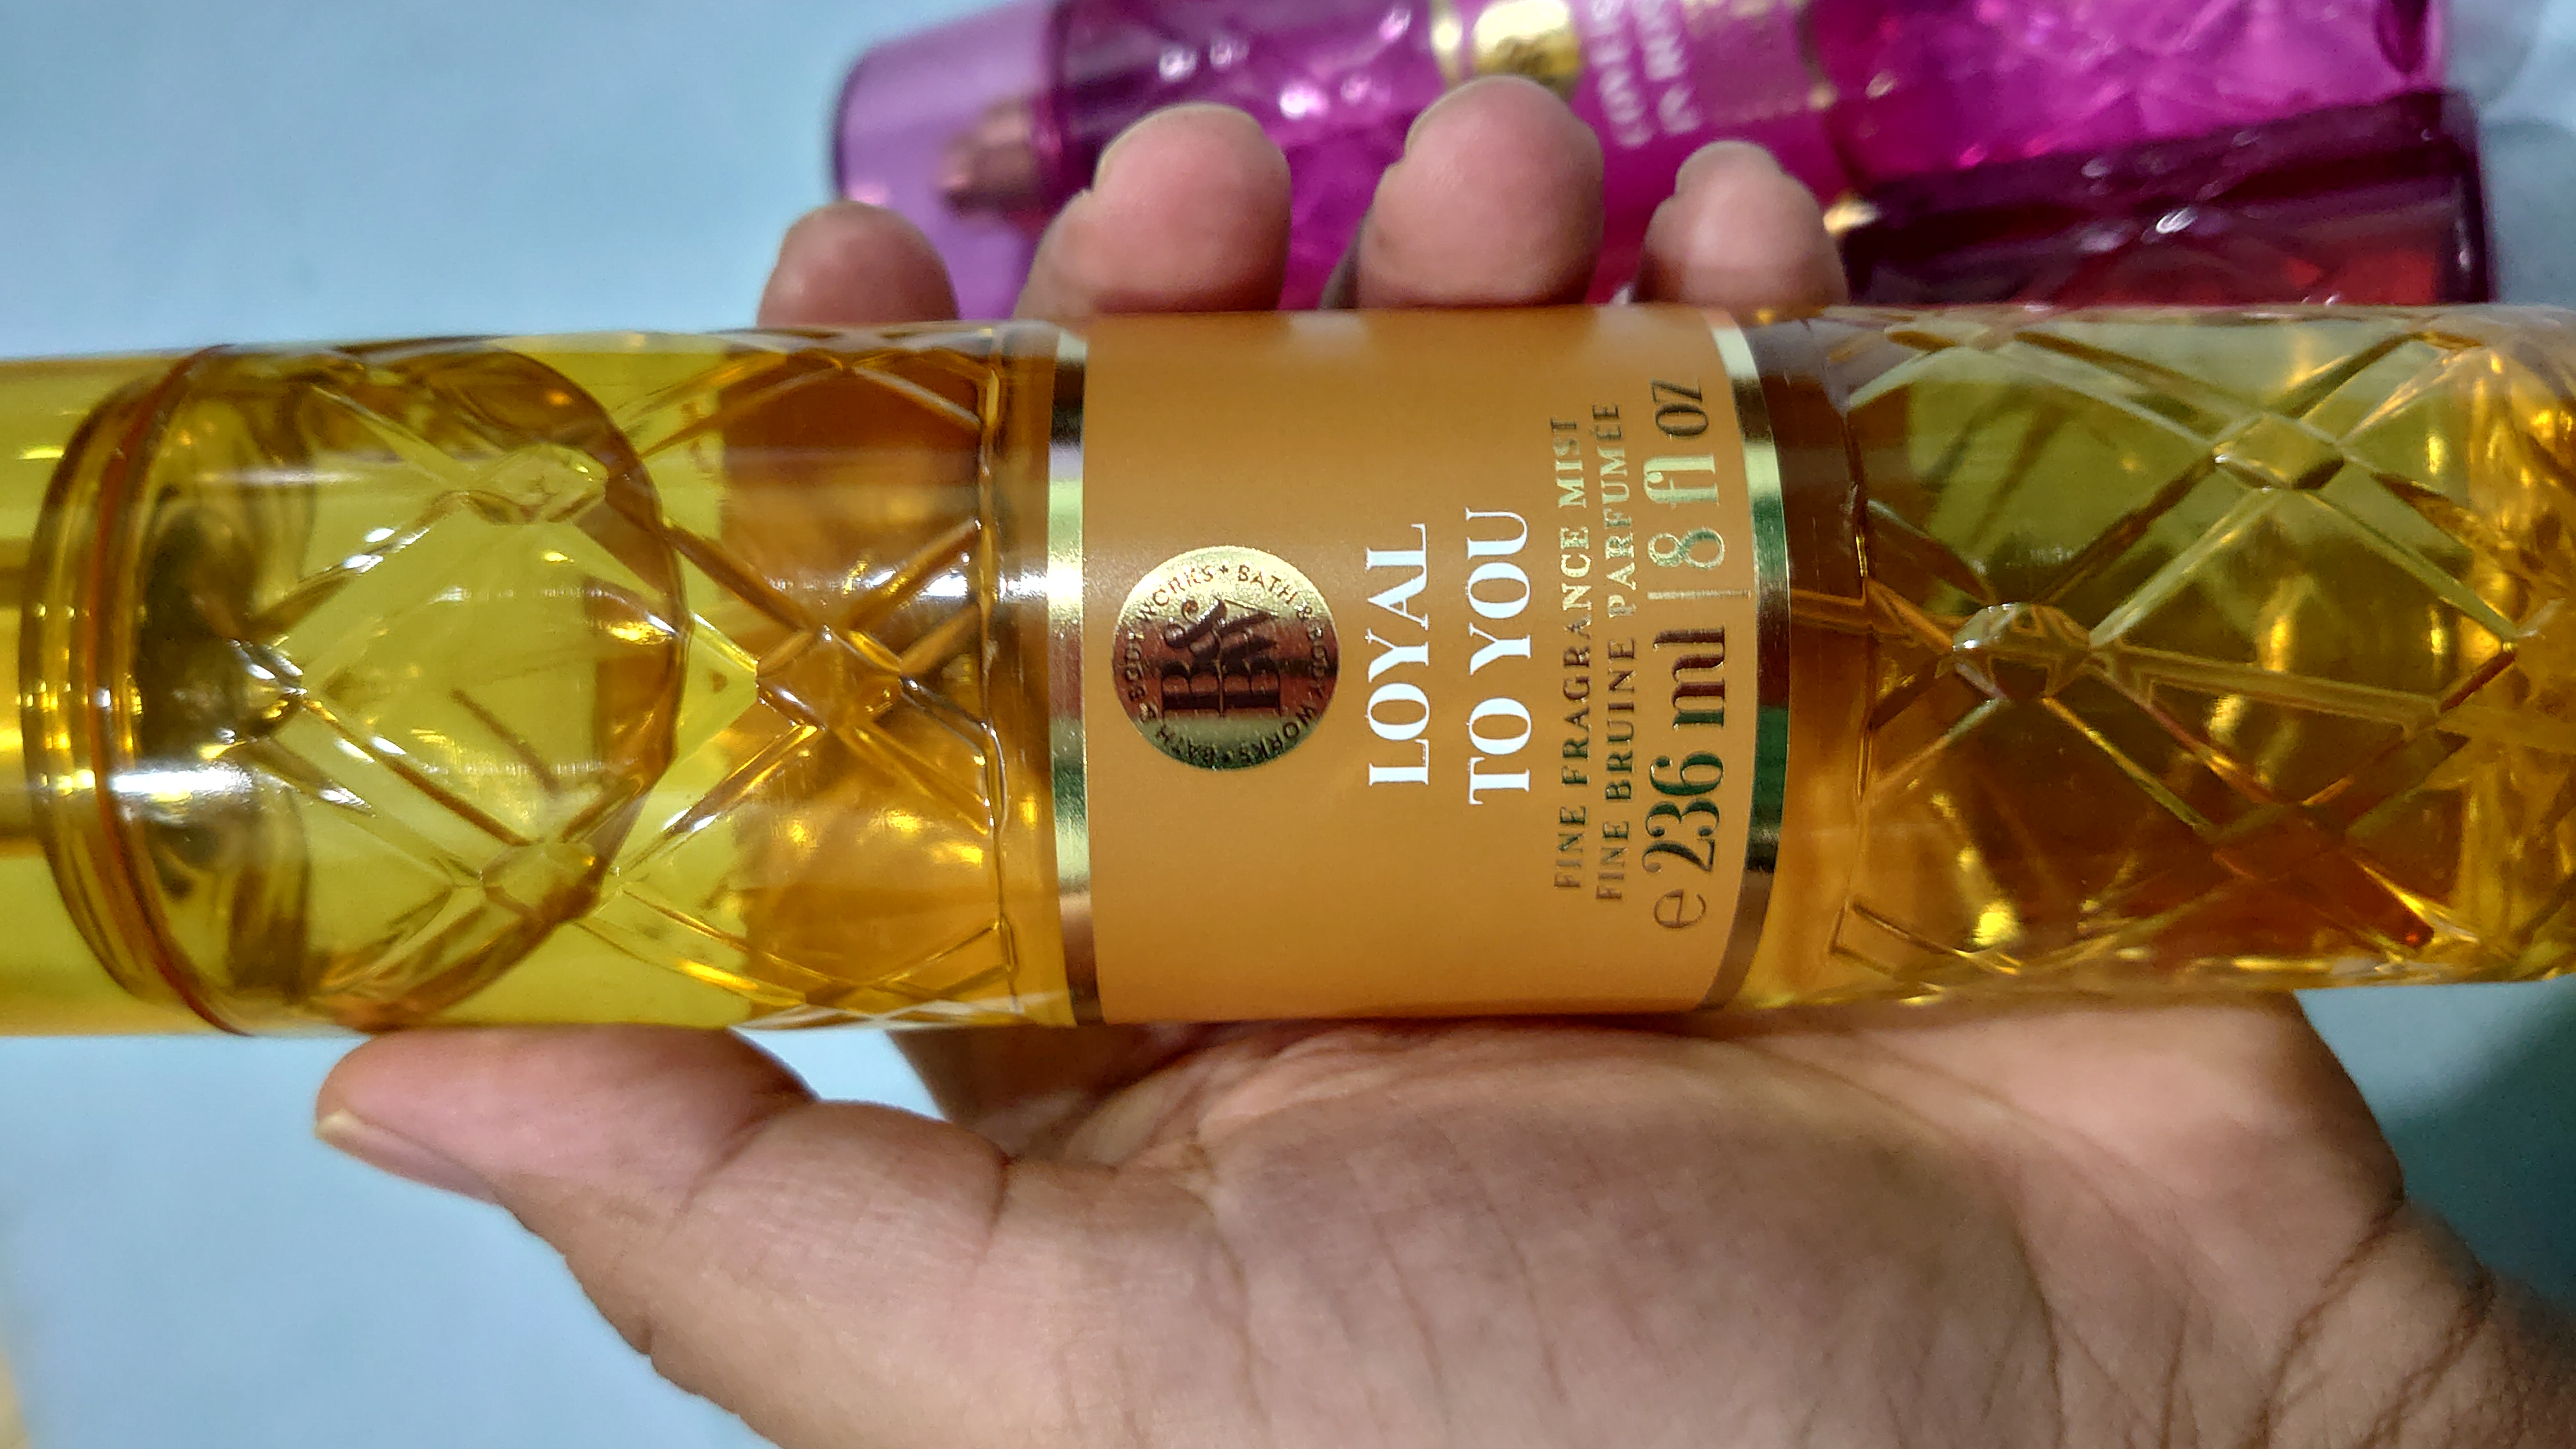 BATH & BODY WORKS • BATH & BODY WORKS •
B&
BW
LOYAL
TO YOU
FINE FRAGRANCE MIST
FINE BRUINE PARFUMÉE
e 236 ml | 8 fl oz